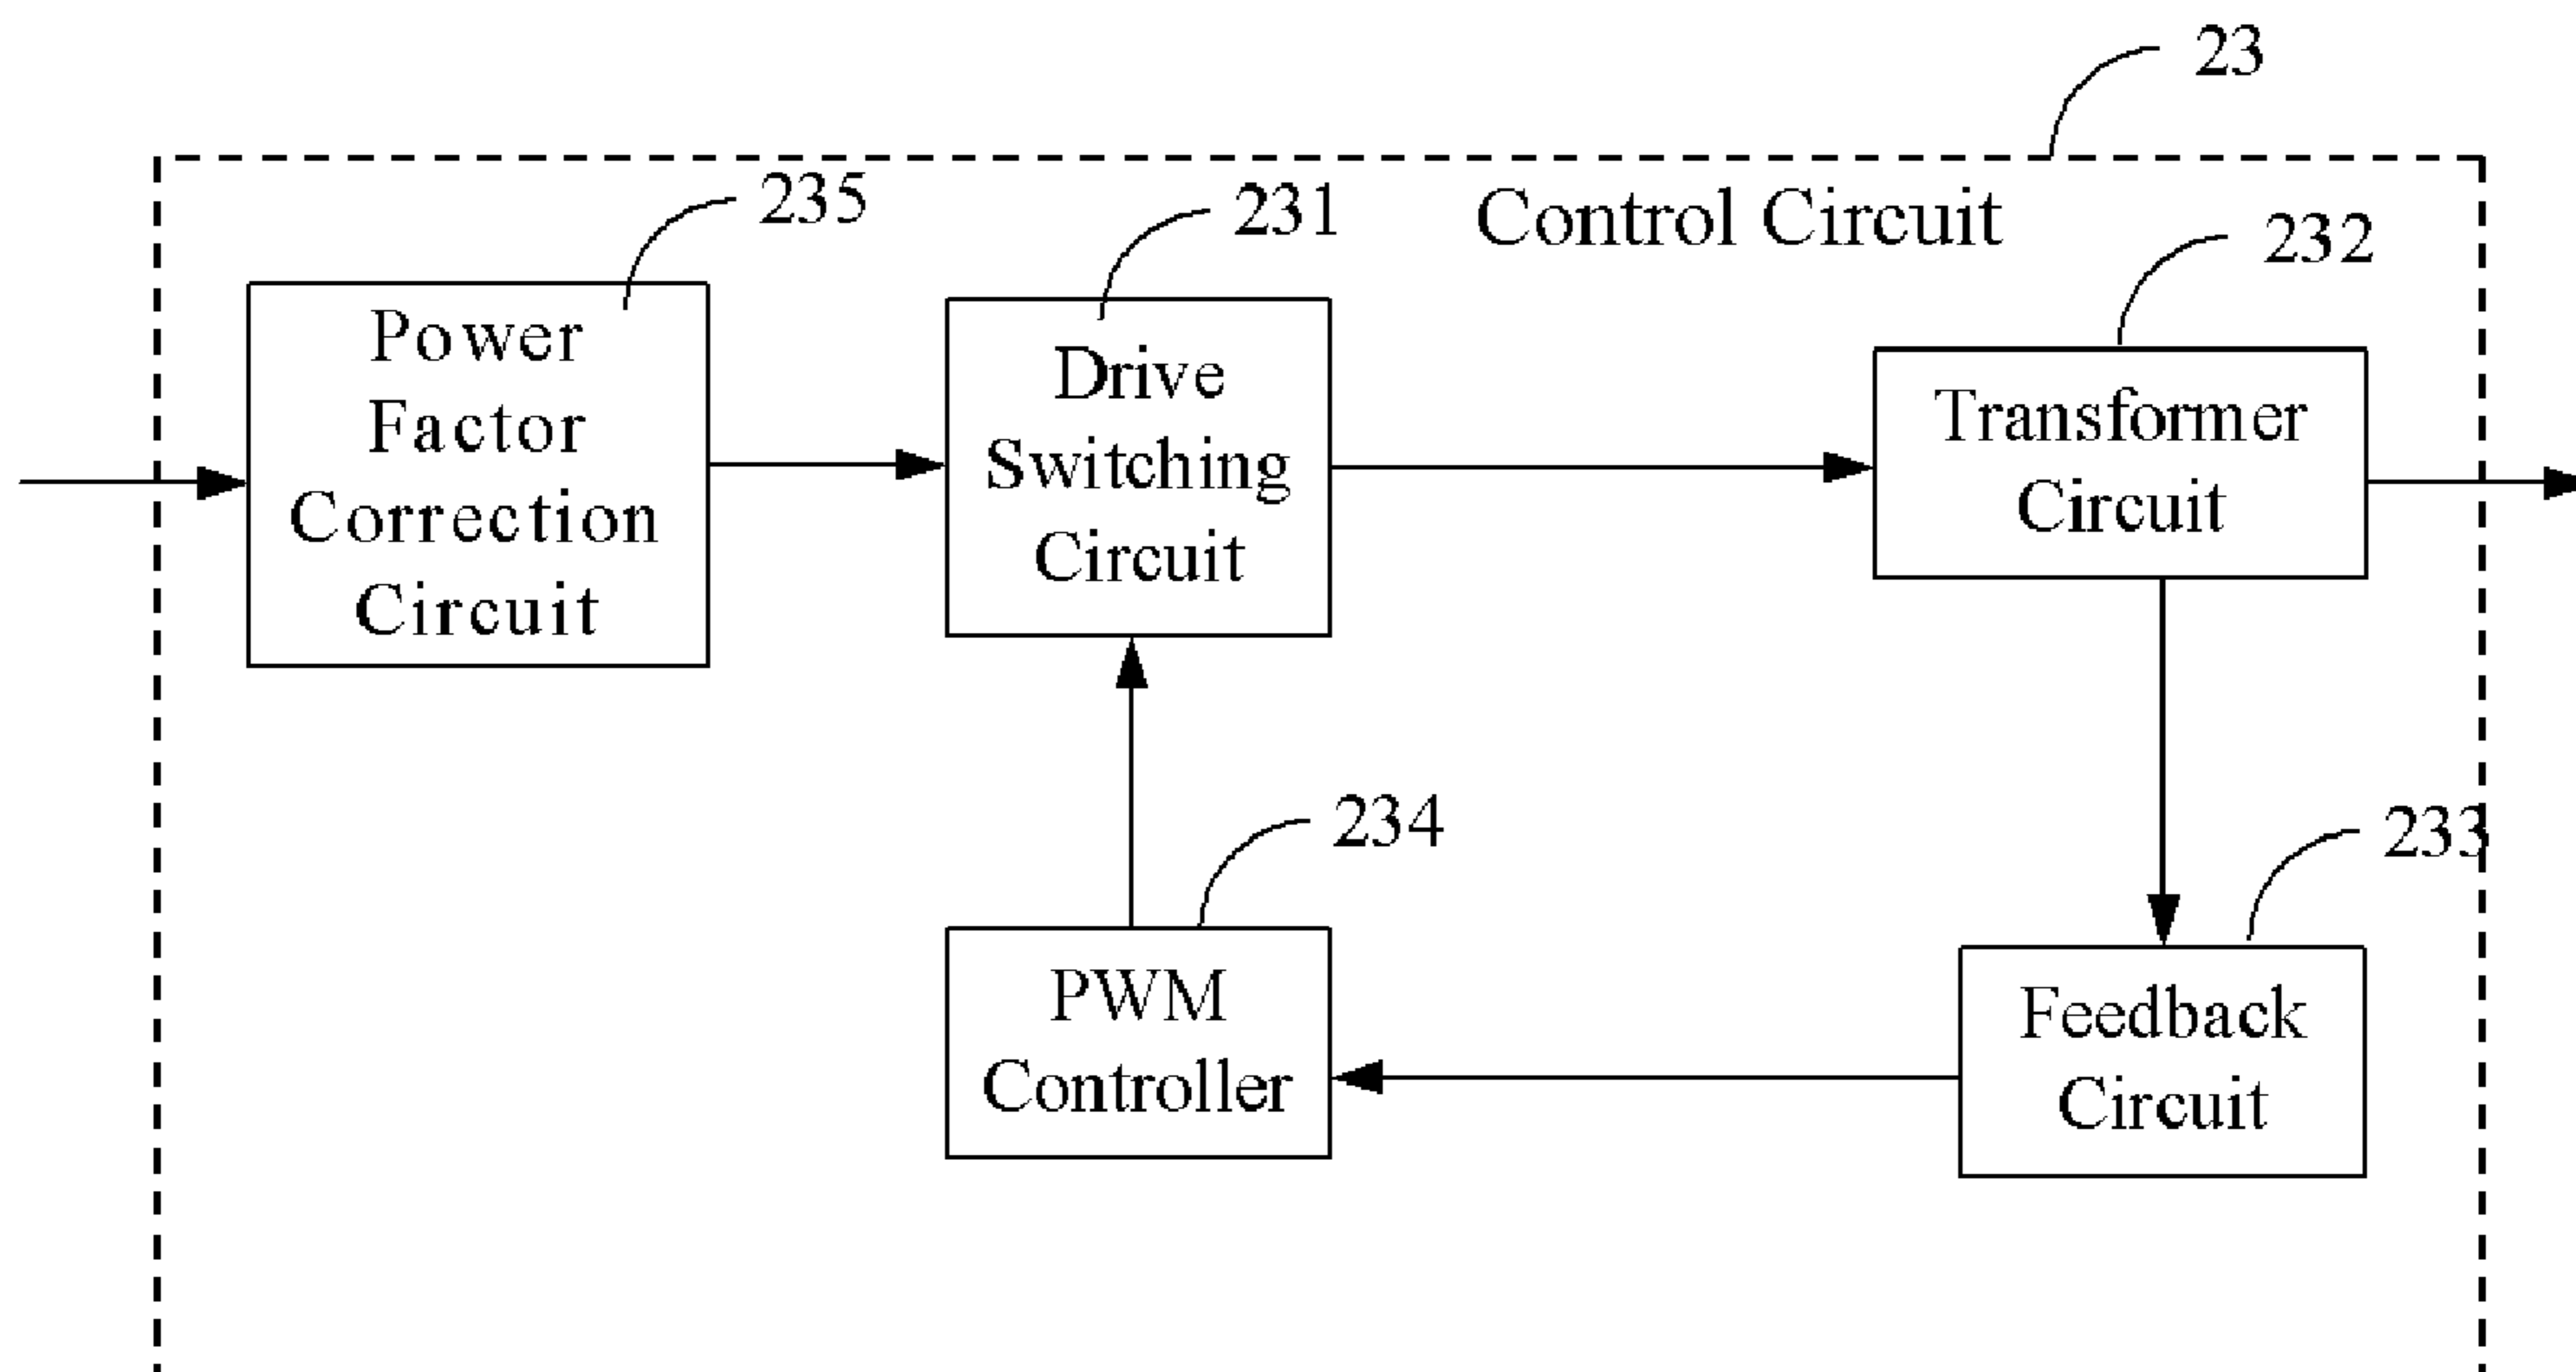 23
235
231
Control Circuit
232
Power
Factor
Correction
Circuit
Drive
Switching
Circuit
Transformer
Circuit
234
233
PWM
Controller
Feedback
Circuit